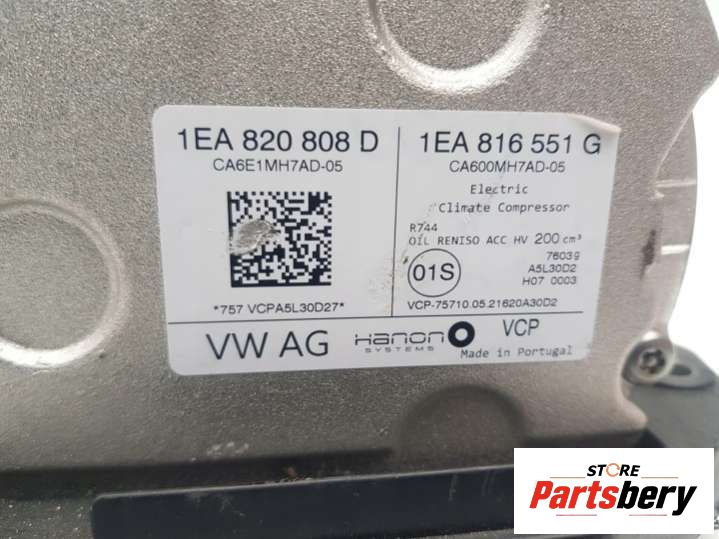 1EA 820 808 D
CA6E1MH7AD-05
*757 VCPA5L30D27*
1EA 816 551 G
CA600MH7AD-05
Electric
Climate Compressor
R744
OIL RENISO ACC HV 200 cm³
01S
76039
A5L30D2
H07 0003
VCP-75710.05.21620A30D2
VW AG
HANON
SYSTEMS
VCP
Made in Portugal
STORE
Partsbery